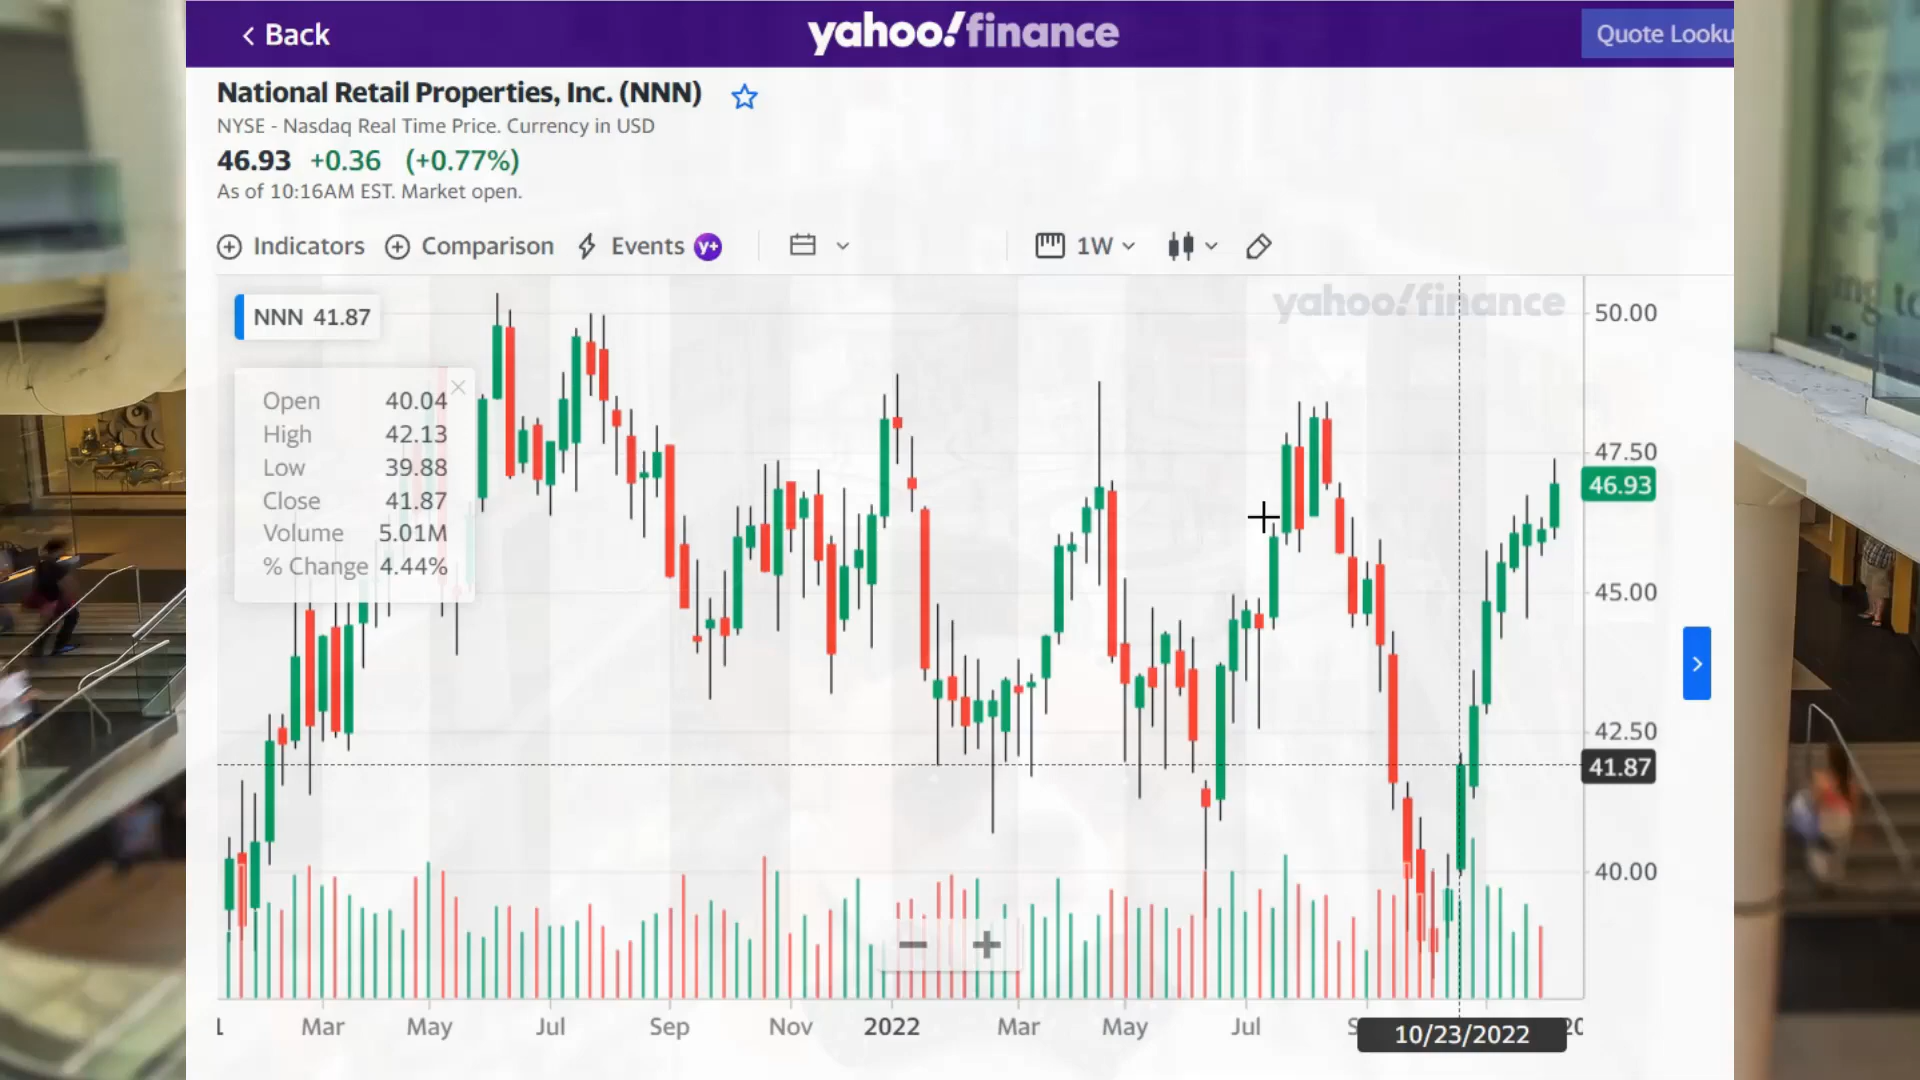 Back
yahoo!finance
Quote Looku
National Retail Properties, Inc. (NNN)
NYSE - Nasdaq Real Time Price. Currency in USD
46.93 +0.36 (+0.77%)
As of 10:16AM EST. Market open.
Indicators Comparison Events y+ 1W
yahoo!finance
NNN 41.87
Open 40.04
High 42.13
Low 39.88
Close 41.87
Volume 5.01M
% Change 4.44%
50.00
47.50
46.93
45.00
42.50
41.87
40.00
Mar May Jul Sep Nov 2022 Mar May Jul
10/23/2022